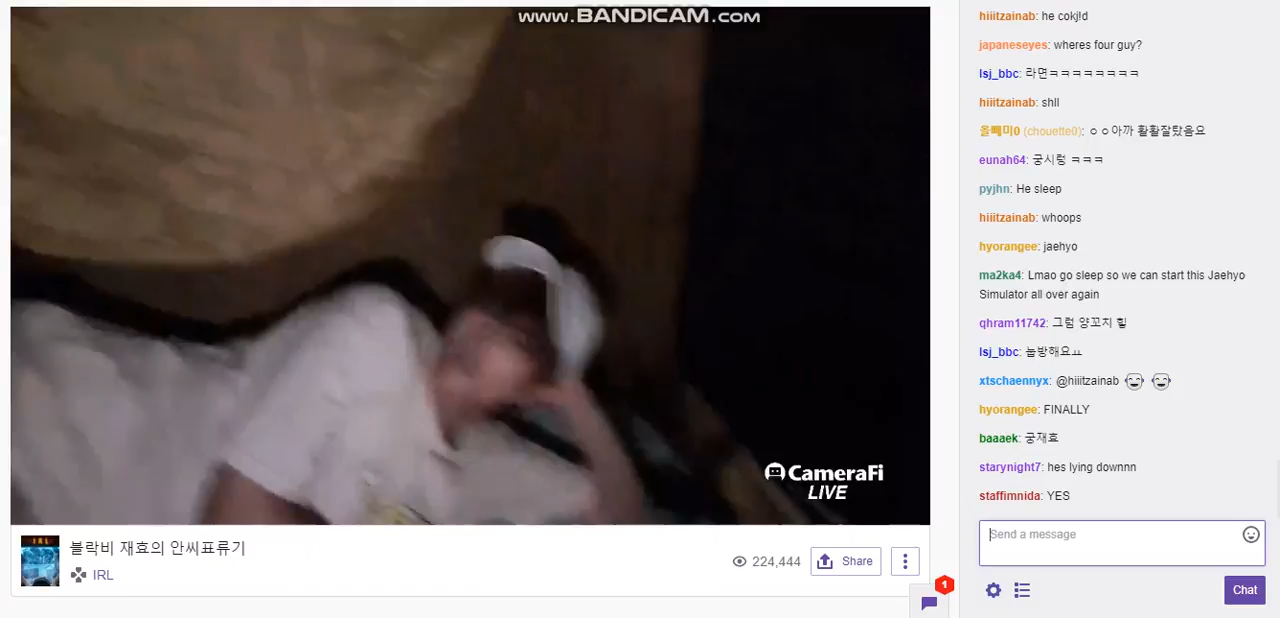 www.BANDICAM.com
CameraFi
LIVE
블락비 재효의 안씨표류기
IRL
224,444
Share
1
hiiitzainab: he cokj!d
japaneseyes: wheres four guy?
lsj_bbc: 라면ㅋㅋㅋㅋㅋㅋㅋㅋ
hiiitzainab: shll
올빼미0 (chouette0): ㅇㅇ아까 활활잘탔음요
eunah64: 궁시렁 ㅋㅋㅋ
pyjhn: He sleep
hiiitzainab: whoops
hyorangee: jaehyo
ma2ka4: Lmao go sleep so we can start this Jaehyo
Simulator all over again
qhram11742: 그럼 양꼬지 힣
lsj_bbc: 눕방해요ㅛ
xtschaennyx: @hiiitzainab
hyorangee: FINALLY
baaaek: 궁재효
starynight7: hes lying downnn
staffimnida: YES
Send a message
Chat